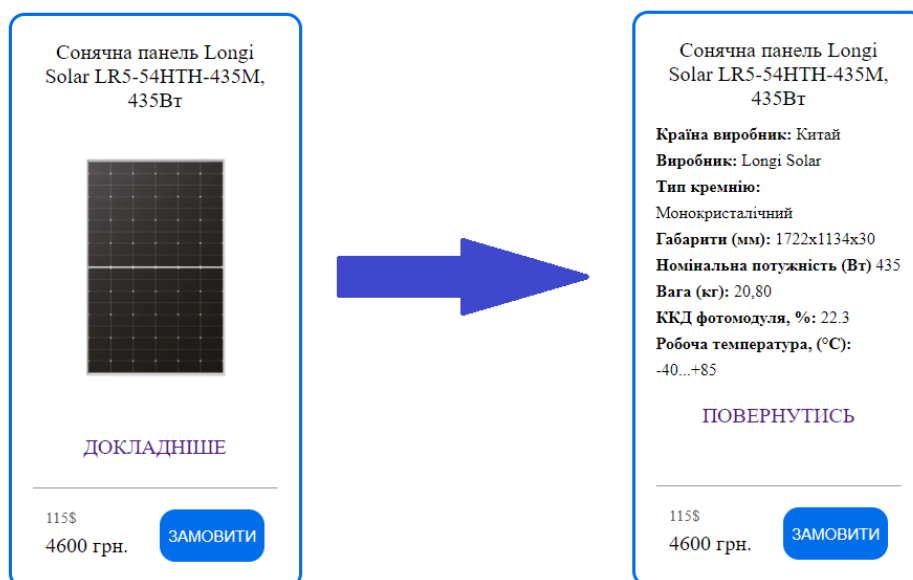 Сонячна панель Longi
Solar LR5-54HTH-435M,
435Вт
ДОКЛАДНІШЕ
115$
4600 грн.
ЗАМОВИТИ
Сонячна панель Longi
Solar LR5-54HTH-435M,
435Вт
Країна виробник: Китай
Виробник: Longi Solar
Тип кремнію:
Монокристалічний
Габарити (мм): 1722x1134x30
Номінальна потужність (Вт) 435
Вага (кг): 20,80
ККД фотомодуля, %: 22.3
Робоча температура, (°C):
-40...+85
ПОВЕРНУТИСЬ
115$
4600 грн.
ЗАМОВИТИ